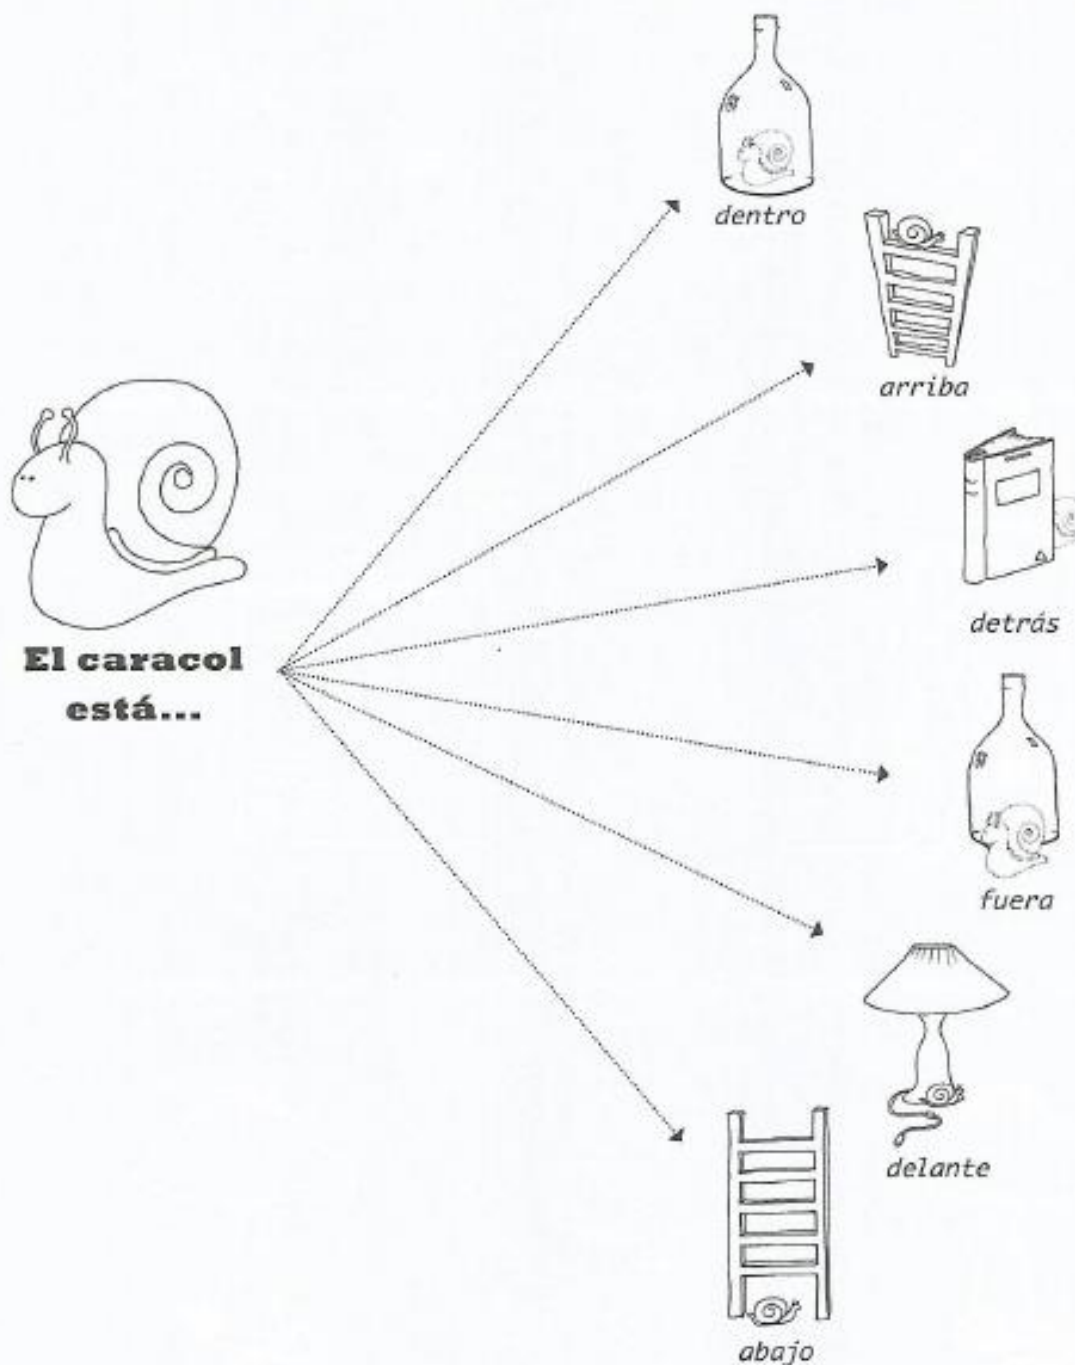 dentro
arriba
detrás
El caracol
está...
fuera
delante
abajo